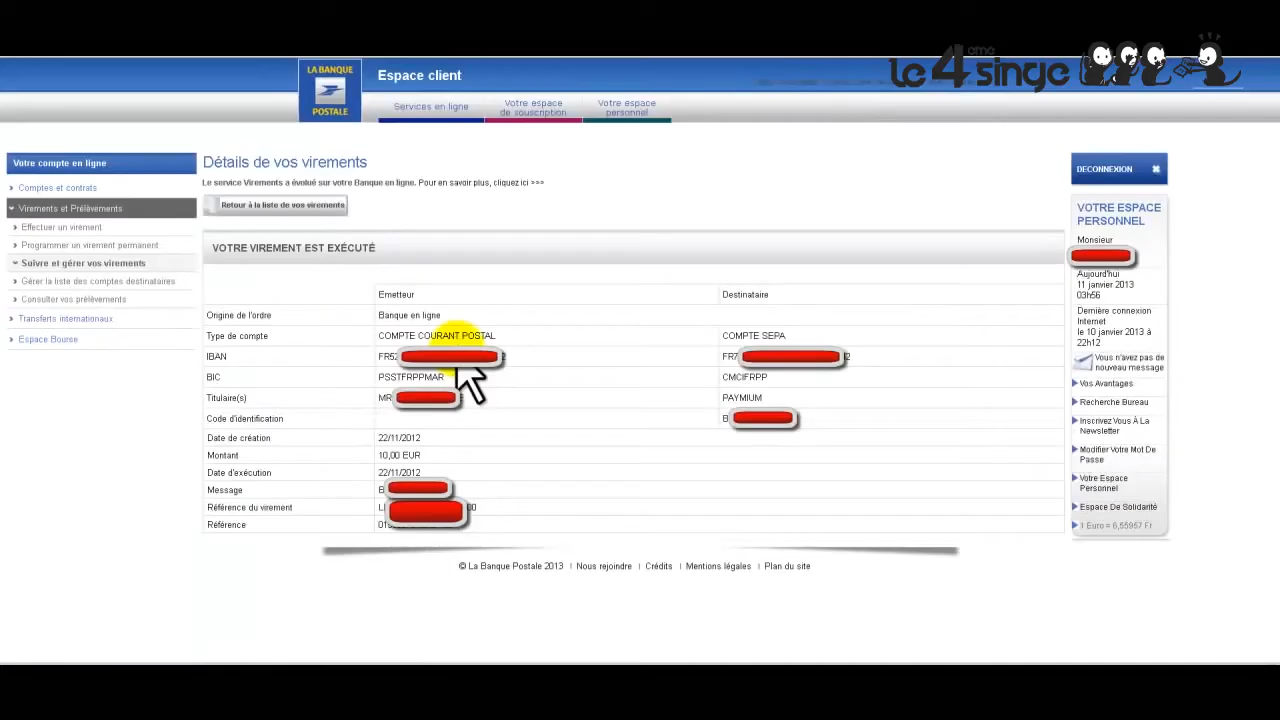 eme
le 4 singe
LA BANQUE
POSTALE
Espace client
Services en ligne
Votre espace
de souscription
Votre espace
personnel
Votre compte en ligne
Comptes et contrats
Virements et Prélèvements
Effectuer un virement
Programmer un virement permanent
Suivre et gérer vos virements
Gérer la liste des comptes destinataires
Consulter vos prélèvements
Transferts internationaux
Espace Bourse
Détails de vos virements
Le service Virements a évolué sur votre Banque en ligne. Pour en savoir plus, cliquez ici >>>
Retour à la liste de vos virements
VOTRE VIREMENT EST EXÉCUTÉ
Emetteur Destinataire
Origine de l'ordre Banque en ligne
Type de compte COMPTE COURANT POSTAL COMPTE SEPA
IBAN FR52 FR7
BIC PSSTFRPPMAR CMCIFRPP
Titulaire(s) MR PAYMIUM
Code d'identification B
Date de création 22/11/2012
Montant 10,00 EUR
Date d'exécution 22/11/2012
Message
Référence du virement 00
Référence
DECONNEXION
VOTRE ESPACE
PERSONNEL
Monsieur
Aujourd'hui
11 janvier 2013
03h56
Dernière connexion
Internet
le 10 janvier 2013 à
22h12
Vous n'avez pas de
nouveau message
Vos Avantages
Recherche Bureau
Inscrivez Vous À La
Newsletter
Modifier Votre Mot De
Passe
Votre Espace
Personnel
Espace De Solidarité
1 Euro = 6,55957 Fr
© La Banque Postale 2013 | Nous rejoindre | Crédits | Mentions légales | Plan du site